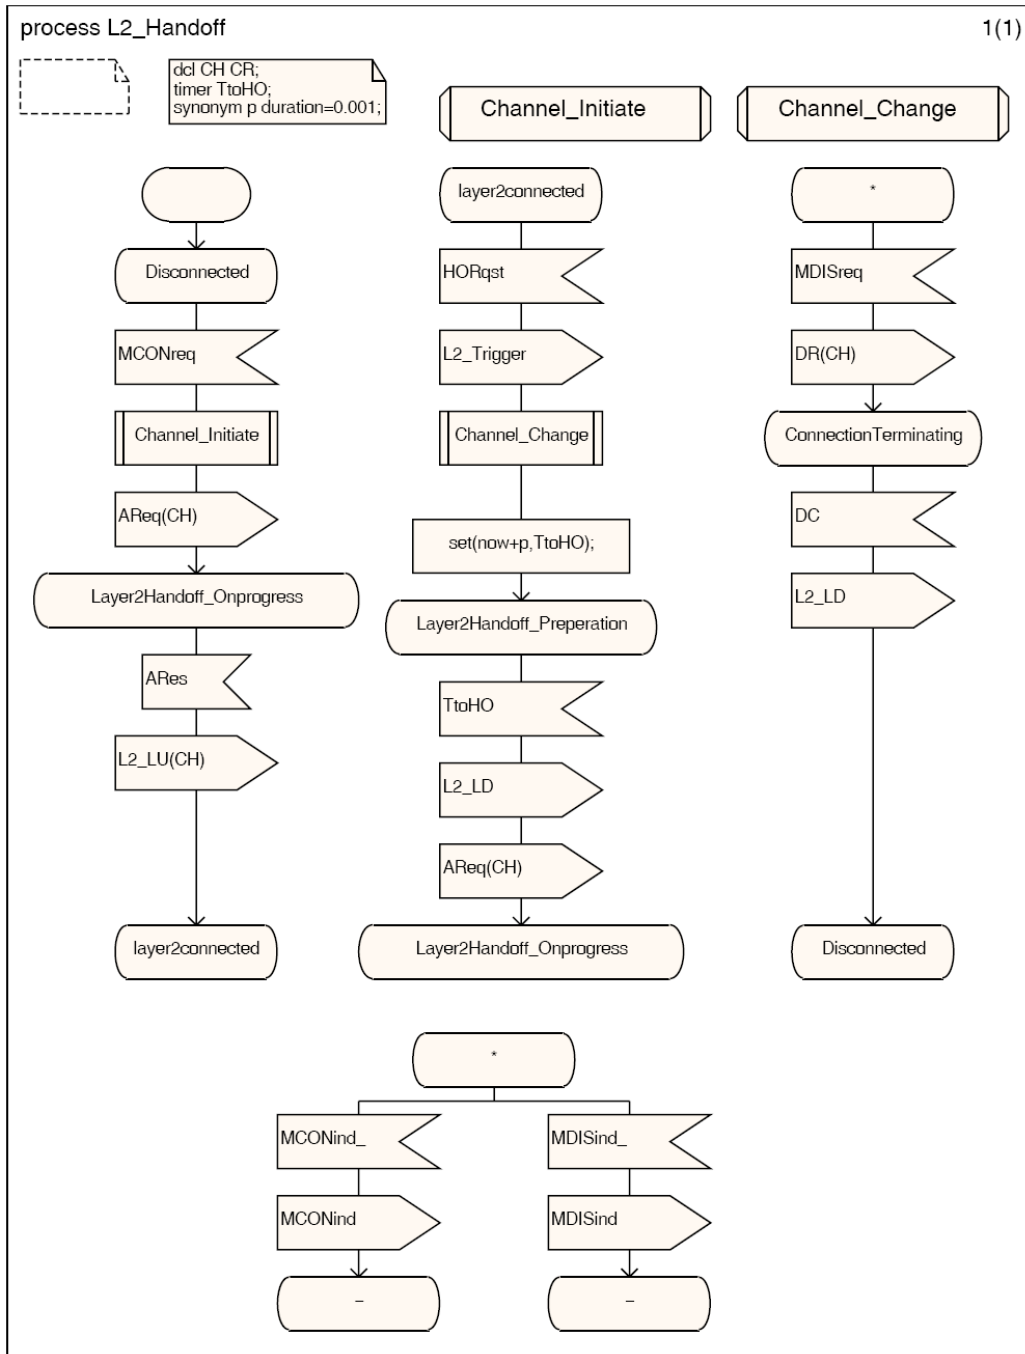 process L2_Handoff
1(1)
dcl CH CR;
timer TtoHO;
synonym p duration=0.001;
Channel_Initiate
Channel_Change
Disconnected
MCONreq
Channel_Initiate
AReq(CH)
Layer2Handoff_Onprogress
ARes
L2_LU(CH)
layer2connected
layer2connected
HORqst
L2_Trigger
Channel_Change
set(now+p,TtoHO);
Layer2Handoff_Preperation
TtoHO
L2_LD
AReq(CH)
Layer2Handoff_Onprogress
*
MDISreq
DR(CH)
ConnectionTerminating
DC
L2_LD
Disconnected
*
MCONind_
MCONind
–
MDISind_
MDISind
–